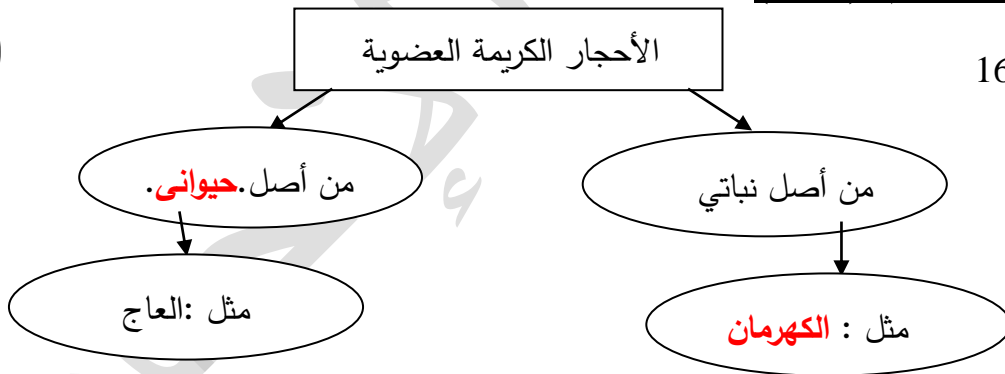 الأحجار الكريمة العضوية
16
من أصل نباتي
من أصل.حيوانى.
مثل : الكهرمان
مثل :العاج